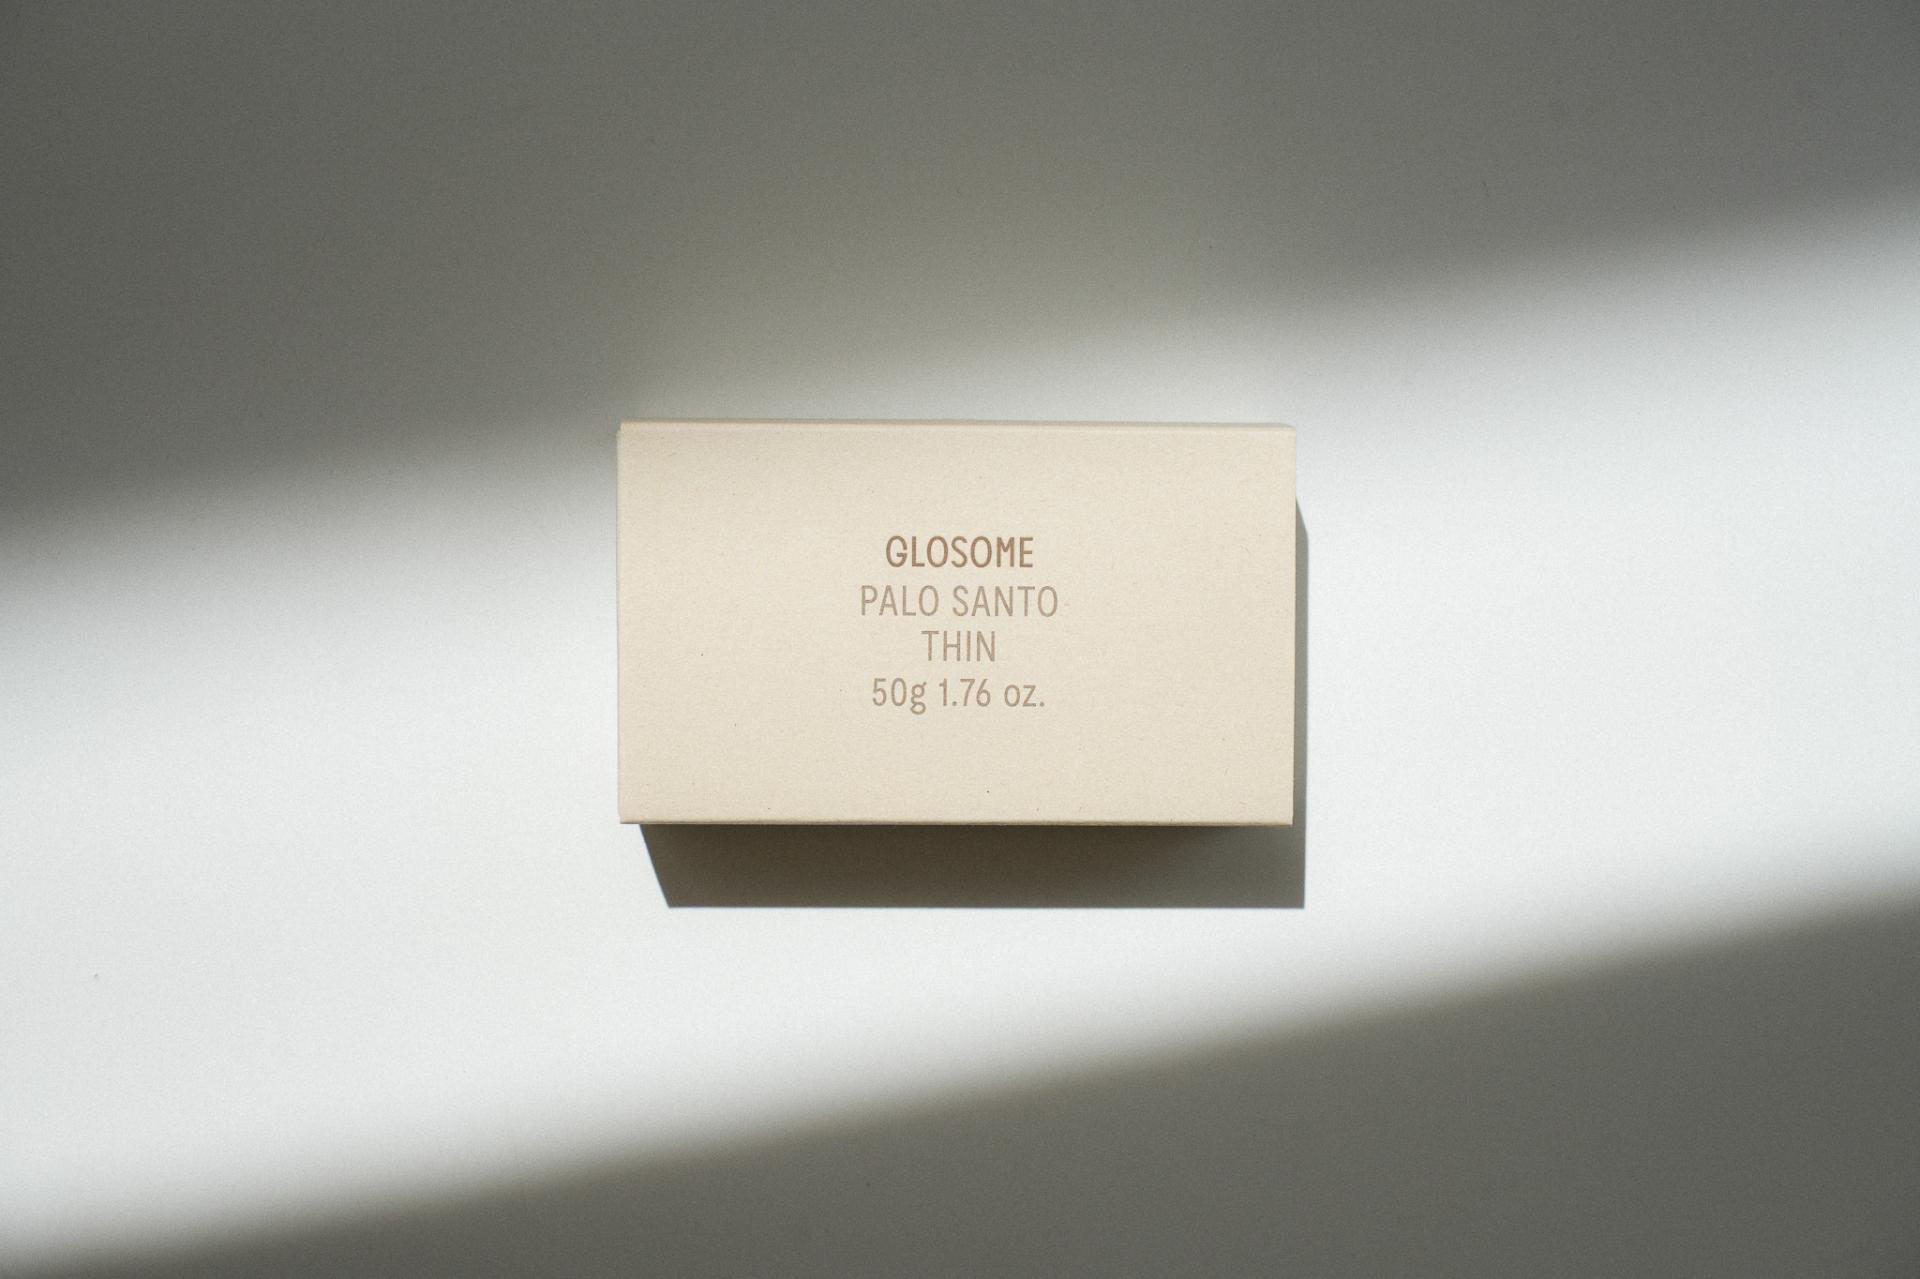 GLOSOME
PALO SANTO
THIN
50g 1.76 oz.